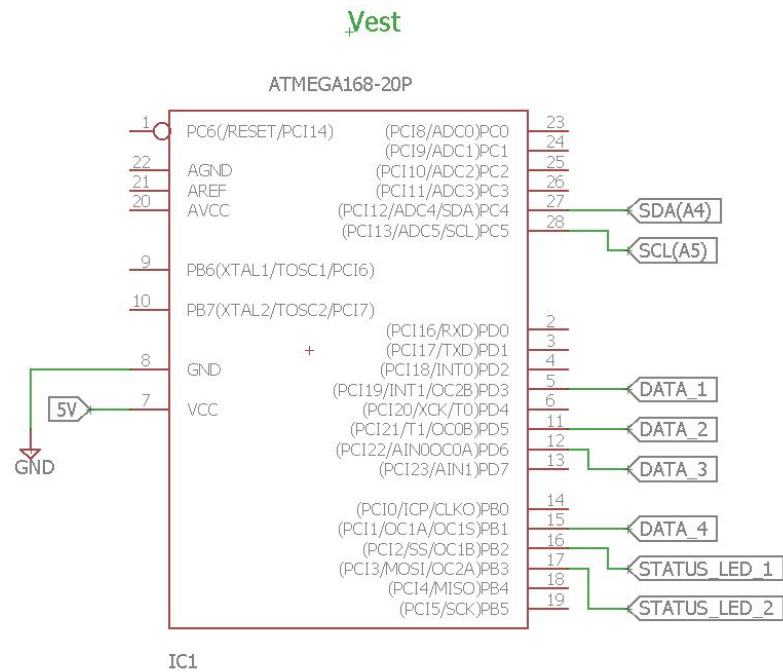 Vest
ATMEGA168-20P
1 PC6(/RESET/PCI14) (PCI8/ADC0)PC0 23
(PCI9/ADC1)PC1 24
22 AGND (PCI10/ADC2)PC2 25
21 AREF (PCI11/ADC3)PC3 26
20 AVCC (PCI12/ADC4/SDA)PC4 27 SDA(A4)
(PCI13/ADC5/SCL)PC5 28 SCL(A5)
9 PB6(XTAL1/TOSC1/PCI6)
10 PB7(XTAL2/TOSC2/PCI7)
(PCI16/RXD)PD0 2
(PCI17/TXD)PD1 3
8 GND (PCI18/INT0)PD2 4
(PCI19/INT1/OC2B)PD3 5 DATA_1
5V 7 VCC (PCI20/XCK/T0)PD4 6
(PCI21/T1/OC0B)PD5 11 DATA_2
(PCI22/AIN0OC0A)PD6 12 DATA_3
GND (PCI23/AIN1)PD7 13
(PCI0/ICP/CLKO)PB0 14
(PCI1/OC1A/OC1S)PB1 15 DATA_4
(PCI2/SS/OC1B)PB2 16 STATUS_LED_1
(PCI3/MOSI/OC2A)PB3 17 STATUS_LED_2
(PCI4/MISO)PB4 18
(PCI5/SCK)PB5 19
IC1